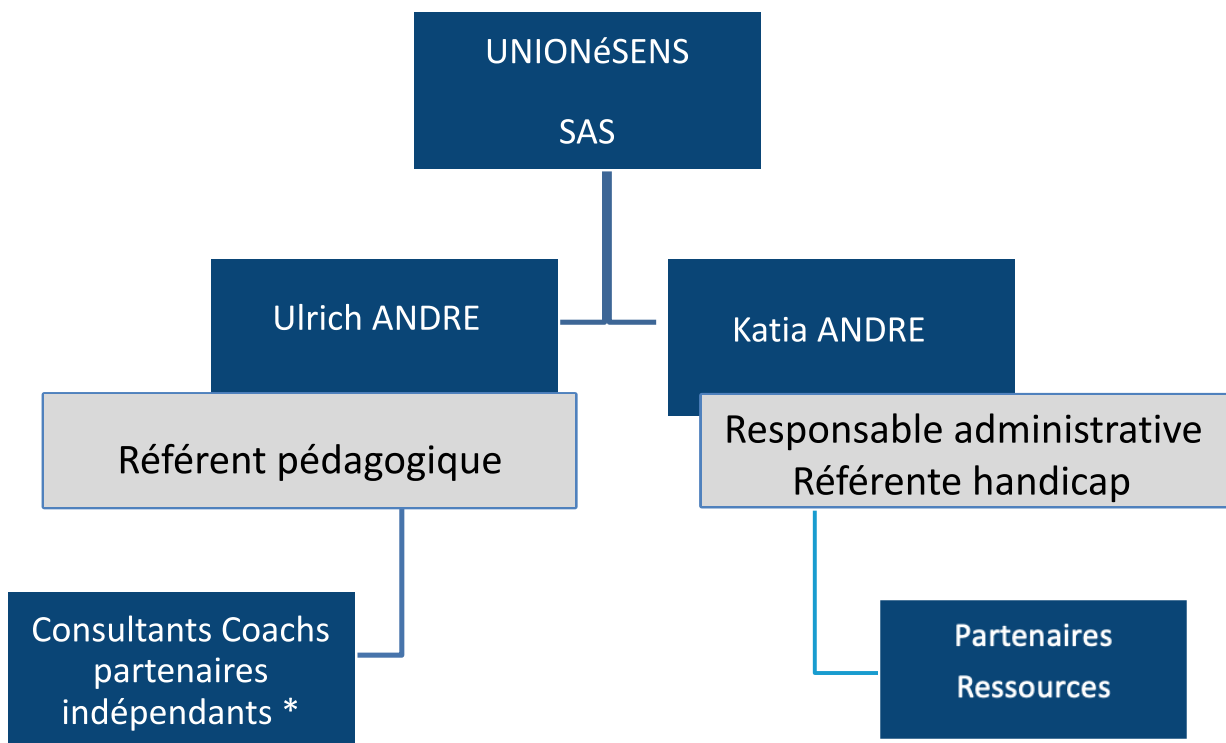 UNIONéSENS
SAS
Ulrich ANDRE
Katia ANDRE
Référent pédagogique
Responsable administrative
Référente handicap
Consultants Coachs
partenaires
indépendants *
Partenaires
Ressources